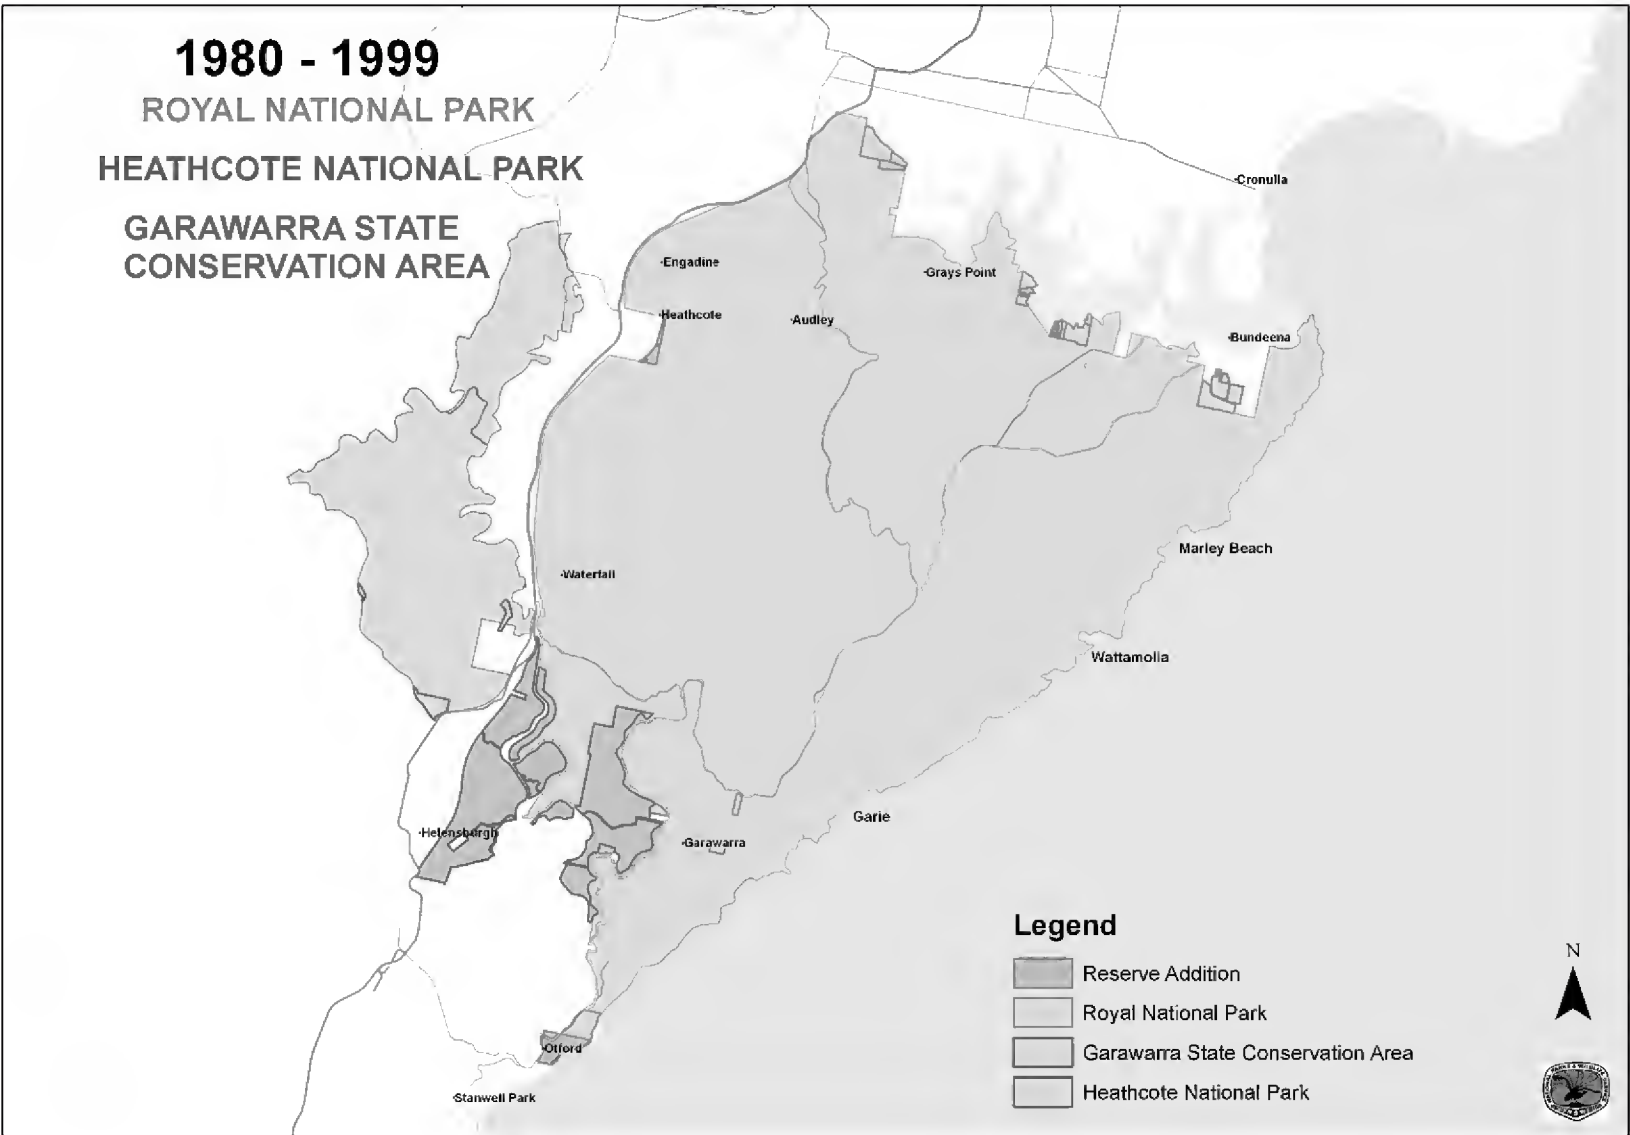 1980 - 1999
ROYAL NATIONAL PARK
HEATHCOTE NATIONAL PARK
GARAWARRA STATE
CONSERVATION AREA
Cronulla
Engadine
Grays Point
Heathcote
Audley
Bundeena
Marley Beach
Waterfall
Wattamolla
Garie
Helensburgh
Garawarra
Legend
N
Reserve Addition
Royal National Park
Garawarra State Conservation Area
Otford
Heathcote National Park
Stanwell Park